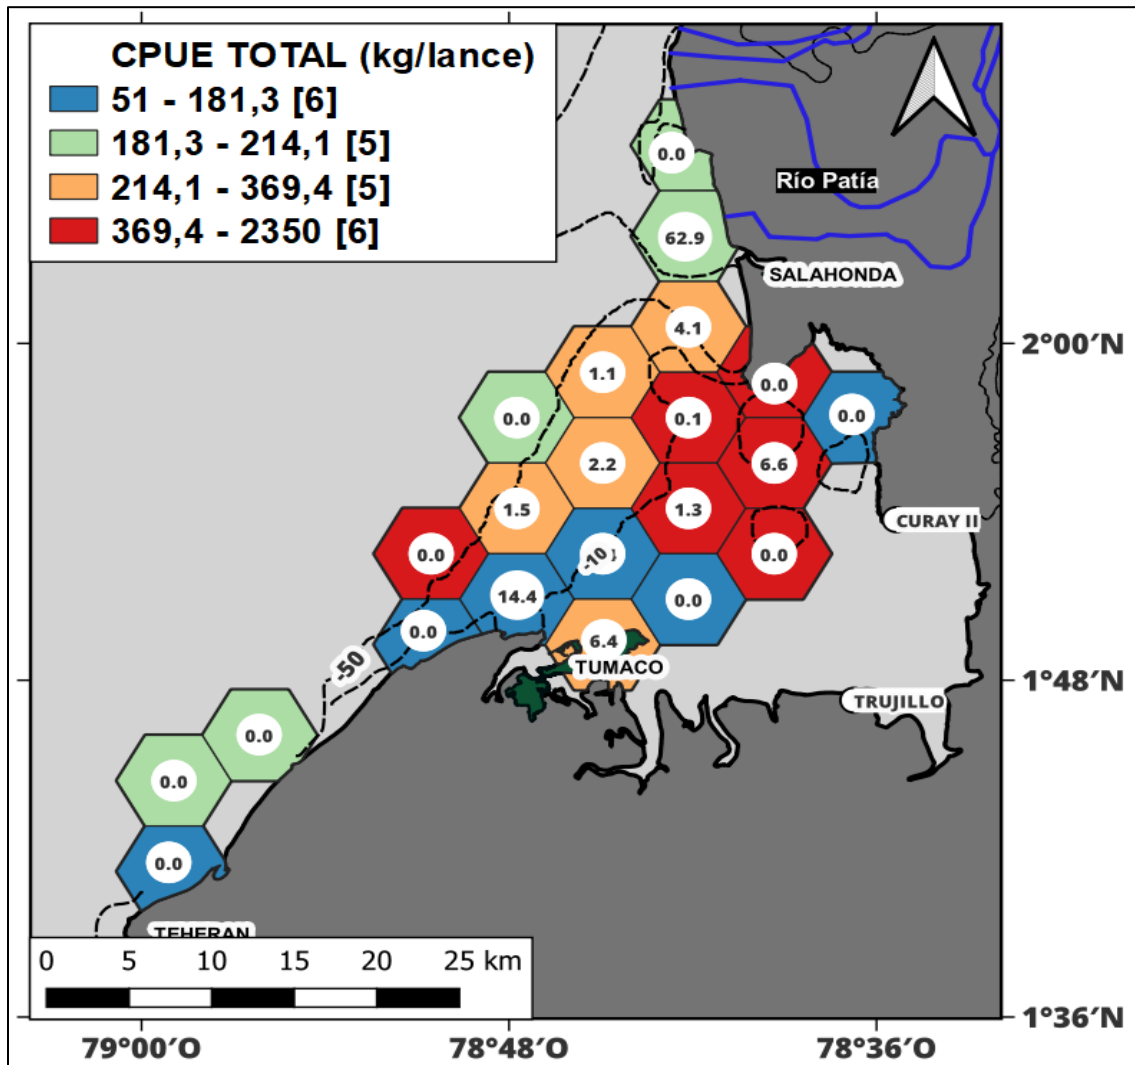 CPUE TOTAL (kg/lance)
51 - 181,3 [6]
181,3 - 214,1 [5]
214,1 - 369,4 [5]
369,4 - 2350 [6]
0.0
Río Patía
62.9
SALAHONDA
4.1
2°00′N
1.1
0.0
0.0
0.1
0.0
2.2
6.6
1.5
1.3
CURAY II
0.0
-10
0.0
14.4
0.0
0.0
6.4
-50
TUMACO
1°48′N
TRUJILLO
0.0
0.0
0.0
TEHERAN
0 5 10 15 20 25 km
1°36′N
79°00′O 78°48′O 78°36′O